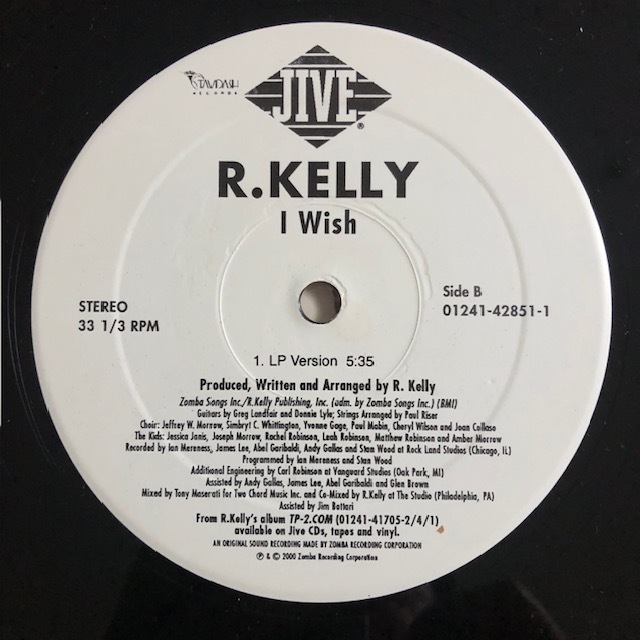 TAVDASH
RECORDS
JIVE
®
R.KELLY
I Wish
STEREO
33 1/3 RPM
Side B
01241-42851-1
1. LP Version 5:35
Produced, Written and Arranged by R. Kelly
Zomba Songs Inc./R.Kelly Publishing, Inc. (adm. by Zomba Songs Inc.) (BMI)
Guitars by Greg Landfair and Donnie Lyle; Strings Arranged by Paul Riser
Choir: Jeffrey W. Morrow, Simbryt C. Whittington, Yvonne Gage, Paul Mabin, Cheryl Wilson and Joan Collaso
The Kids: Jessica Janis, Joseph Morrow, Rachel Robinson, Leah Robinson, Matthew Robinson and Amber Morrow
Recorded by Ian Mereness, James Lee, Abel Garibaldi, Andy Gallas and Stan Wood at Rock Land Studios (Chicago, IL)
Programmed by Ian Mereness and Stan Wood
Additional Engineering by Carl Robinson at Vanguard Studios (Oak Park, MI)
Assisted by Andy Gallas, James Lee, Abel Garibaldi and Glen Brown
Mixed by Tony Maserati for Two Chord Music Inc. and Co-Mixed by R.Kelly at The Studio (Philadelphia, PA)
Assisted by Jim Bottari
From R.Kelly's album TP-2.COM (01241-41705-2/4/1)
available on Jive CDs, tapes and vinyl.
AN ORIGINAL SOUND RECORDING MADE BY ZOMBA RECORDING CORPORATION
℗ & © 2000 Zomba Recording Corporation